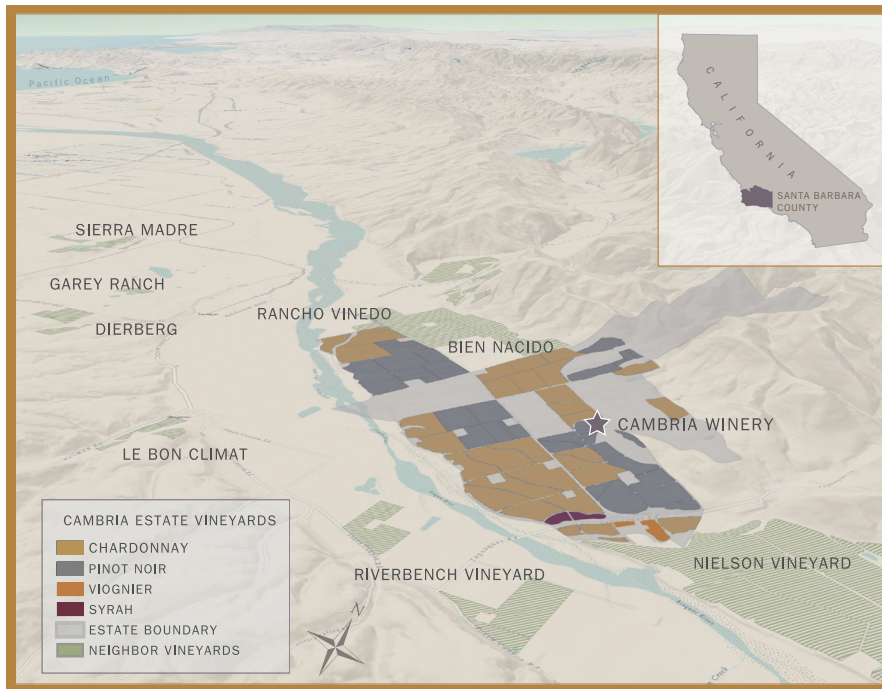 Pacific Ocean
CALIFORNIA
SANTA BARBARA
COUNTY
SIERRA MADRE
GAREY RANCH
DIERBERG
RANCHO VINEDO
BIEN NACIDO
CAMBRIA WINERY
LE BON CLIMAT
NIELSON VINEYARD
RIVERBENCH VINEYARD
N
CAMBRIA ESTATE VINEYARDS
CHARDONNAY
PINOT NOIR
VIOGNIER
SYRAH
ESTATE BOUNDARY
NEIGHBOR VINEYARDS